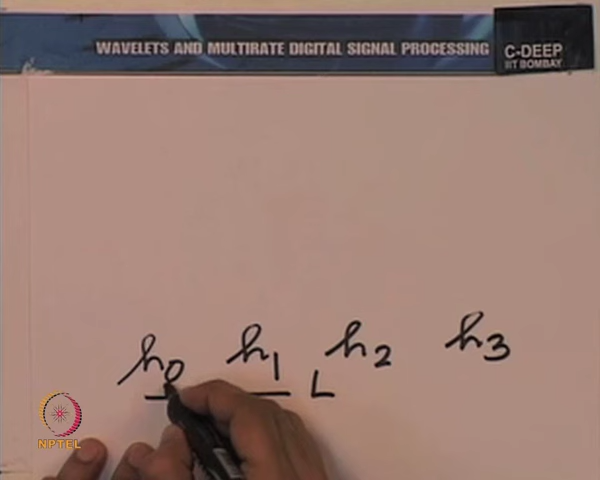 WAVELETS AND MULTIRATE DIGITAL SIGNAL PROCESSING
C-DEEP
IIT BOMBAY
h0 h1 h2 h3
NPTEL